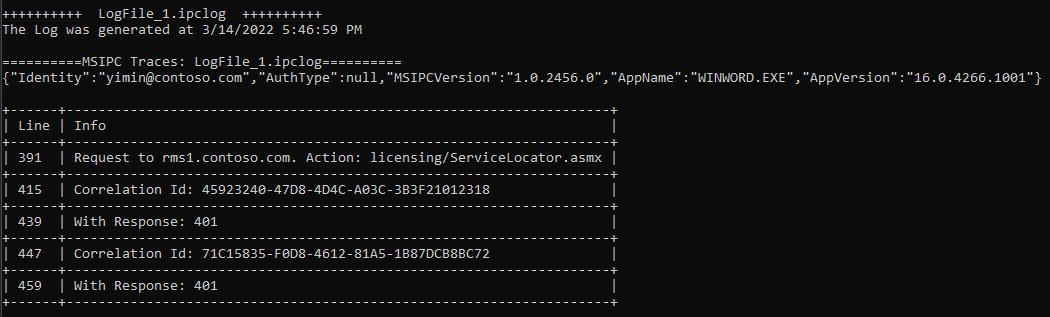 ++++++++++  LogFile_1.ipclog  ++++++++++
The Log was generated at 3/14/2022 5:46:59 PM
==========MSIPC Traces: LogFile_1.ipclog==========
{"Identity":"yimin@contoso.com","AuthType":null,"MSIPCVersion":"1.0.2456.0","AppName":"WINWORD.EXE","AppVersion":"16.0.4266.1001"}
+------+--------------------------------------------------------------------+
| Line | Info                                                               |
+------+--------------------------------------------------------------------+
| 391  | Request to rms1.contoso.com. Action: licensing/ServiceLocator.asmx |
+------+--------------------------------------------------------------------+
| 415  | Correlation Id: 45923240-47D8-4D4C-A03C-3B3F21012318               |
+------+--------------------------------------------------------------------+
| 439  | With Response: 401                                                 |
+------+--------------------------------------------------------------------+
| 447  | Correlation Id: 71C15835-F0D8-4612-81A5-1B87DCB8BC72               |
+------+--------------------------------------------------------------------+
| 459  | With Response: 401                                                 |
+------+--------------------------------------------------------------------+